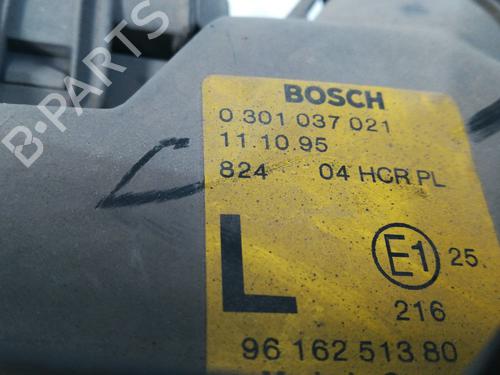 B-PARTS
BOSCH
0 301 037 021
11.10.95
824 04 HCR PL
L
E1 25
216
96 162 513 80